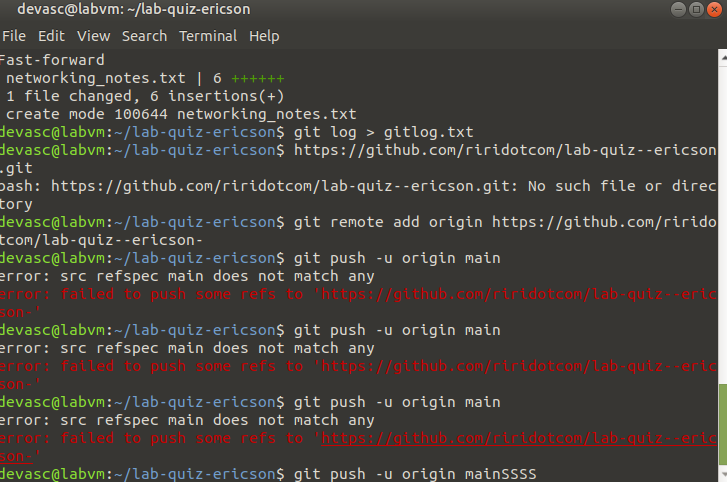 devasc@labvm: ~/lab-quiz-ericson
File Edit View Search Terminal Help
Fast-forward
 networking_notes.txt | 6 ++++++
 1 file changed, 6 insertions(+)
 create mode 100644 networking_notes.txt
devasc@labvm:~/lab-quiz-ericson$ git log > gitlog.txt
devasc@labvm:~/lab-quiz-ericson$ https://github.com/riridotcom/lab-quiz--ericson
.git
bash: https://github.com/riridotcom/lab-quiz--ericson.git: No such file or direc
tory
devasc@labvm:~/lab-quiz-ericson$ git remote add origin https://github.com/rirido
tcom/lab-quiz--ericson-
devasc@labvm:~/lab-quiz-ericson$ git push -u origin main
error: src refspec main does not match any
error: failed to push some refs to 'https://github.com/riridotcom/lab-quiz--eric
son-'
devasc@labvm:~/lab-quiz-ericson$ git push -u origin main
error: src refspec main does not match any
error: failed to push some refs to 'https://github.com/riridotcom/lab-quiz--eric
son-'
devasc@labvm:~/lab-quiz-ericson$ git push -u origin main
error: src refspec main does not match any
error: failed to push some refs to 'https://github.com/riridotcom/lab-quiz--eric
son-'
devasc@labvm:~/lab-quiz-ericson$ git push -u origin mainSSSS